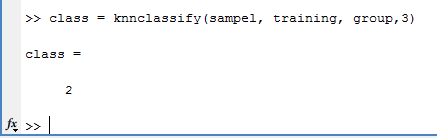 >> class = knnclassify(sampel, training, group,3)
class =
2
fx >>